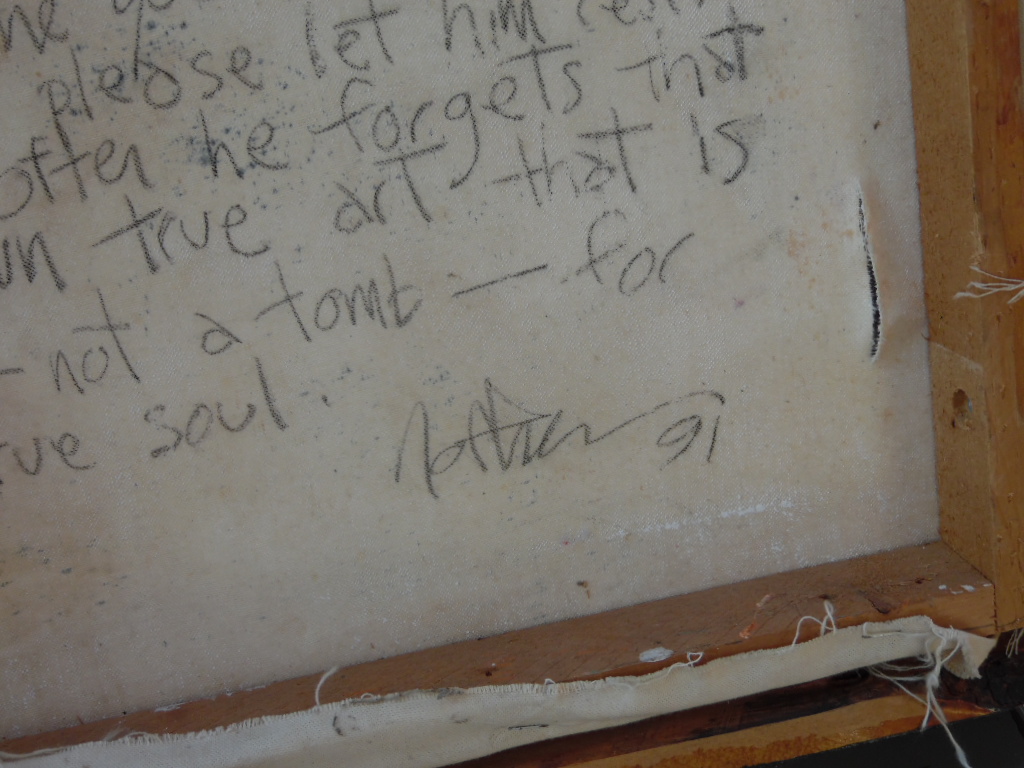 please let him
often he forgets that
true art that is
- not a tomb — for
soul.
91